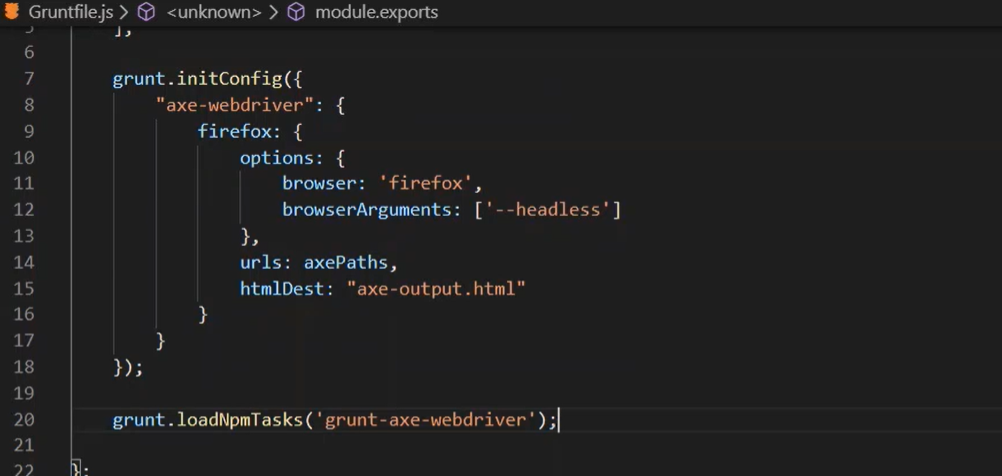 Gruntfile.js > <unknown> > module.exports
5 ],
6
7 grunt.initConfig({
8 "axe-webdriver": {
9 firefox: {
10 options: {
11 browser: 'firefox',
12 browserArguments: ['--headless']
13 },
14 urls: axePaths,
15 htmlDest: "axe-output.html"
16 }
17 }
18 });
19
20 grunt.loadNpmTasks('grunt-axe-webdriver');
21
22 };